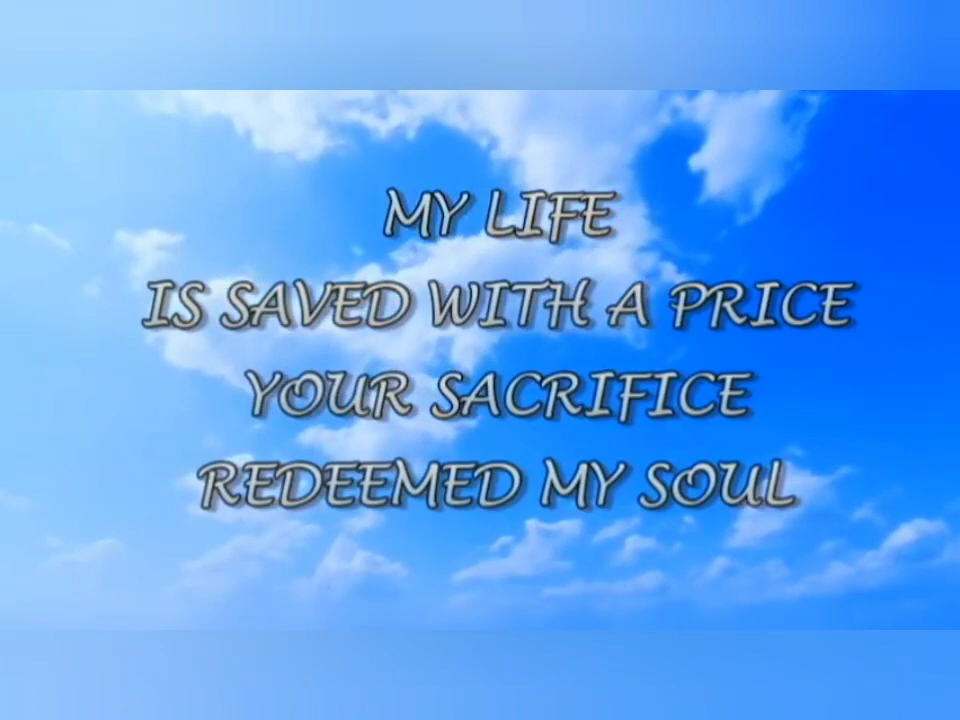 MY LIFE
IS SAVED WITH A PRICE
YOUR SACRIFICE
REDEEMED MY SOUL